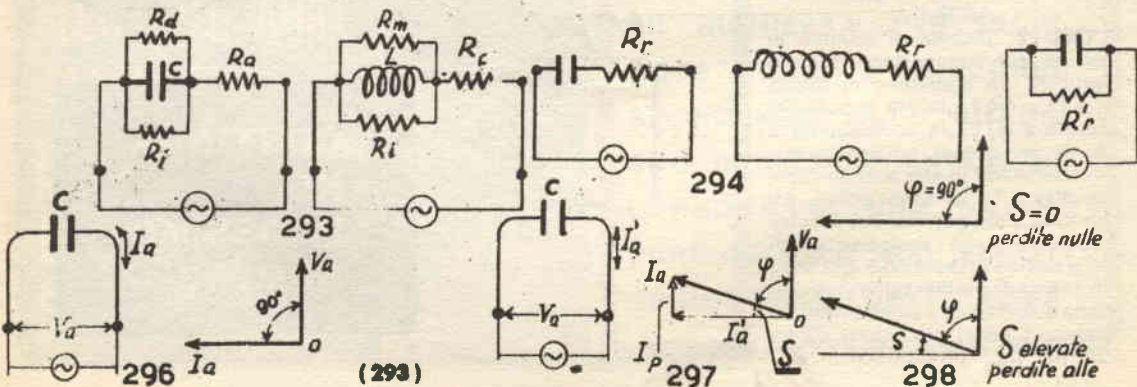 Rd
C
Ra
Ri
Rm
L
Rc
Ri
293
Rr
Rr
294
R'r
φ=90°
S=0
perdite nulle
C
Ia
Va
296
90°
Va
o
Ia
(293)
C
I'a
Va
Va
Ia
φ
o
I'a
Ip
S
297
φ
S
S elevate
perdite alte
298